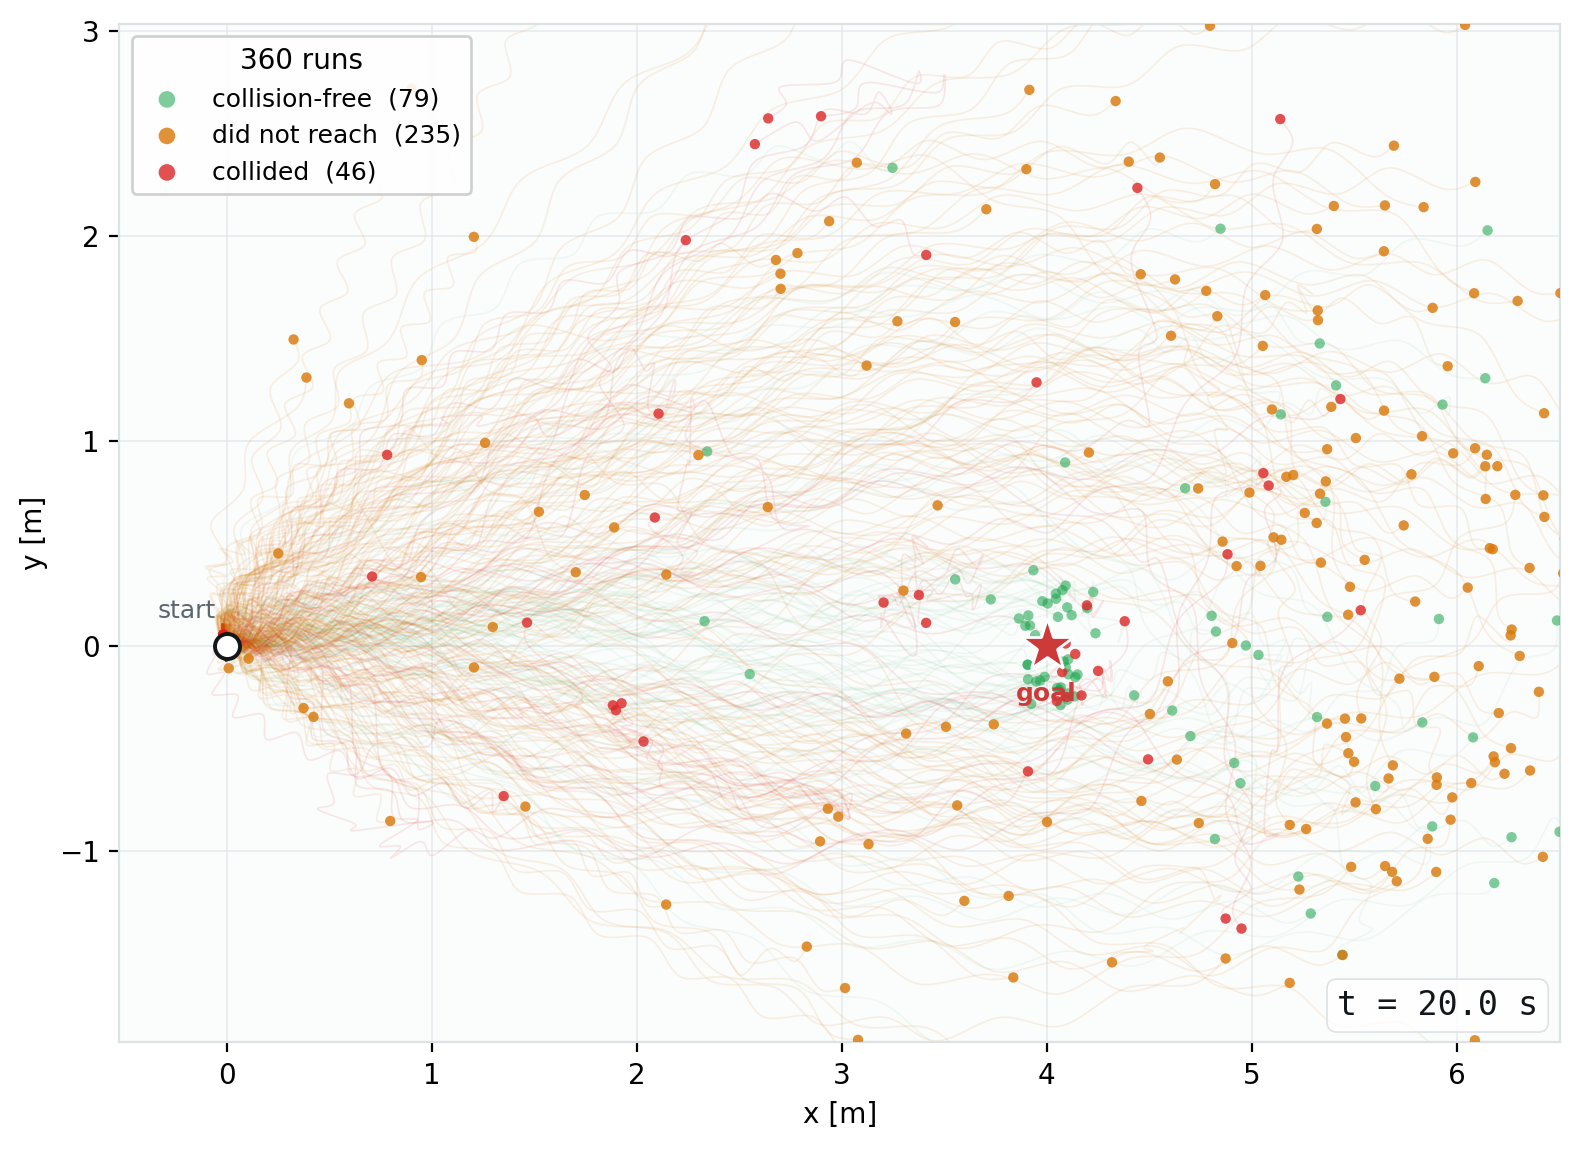 360 runs
collision-free (79)
did not reach (235)
collided (46)
3
2
1
0
−1
y [m]
start
goal
t = 20.0 s
0 1 2 3 4 5 6
x [m]